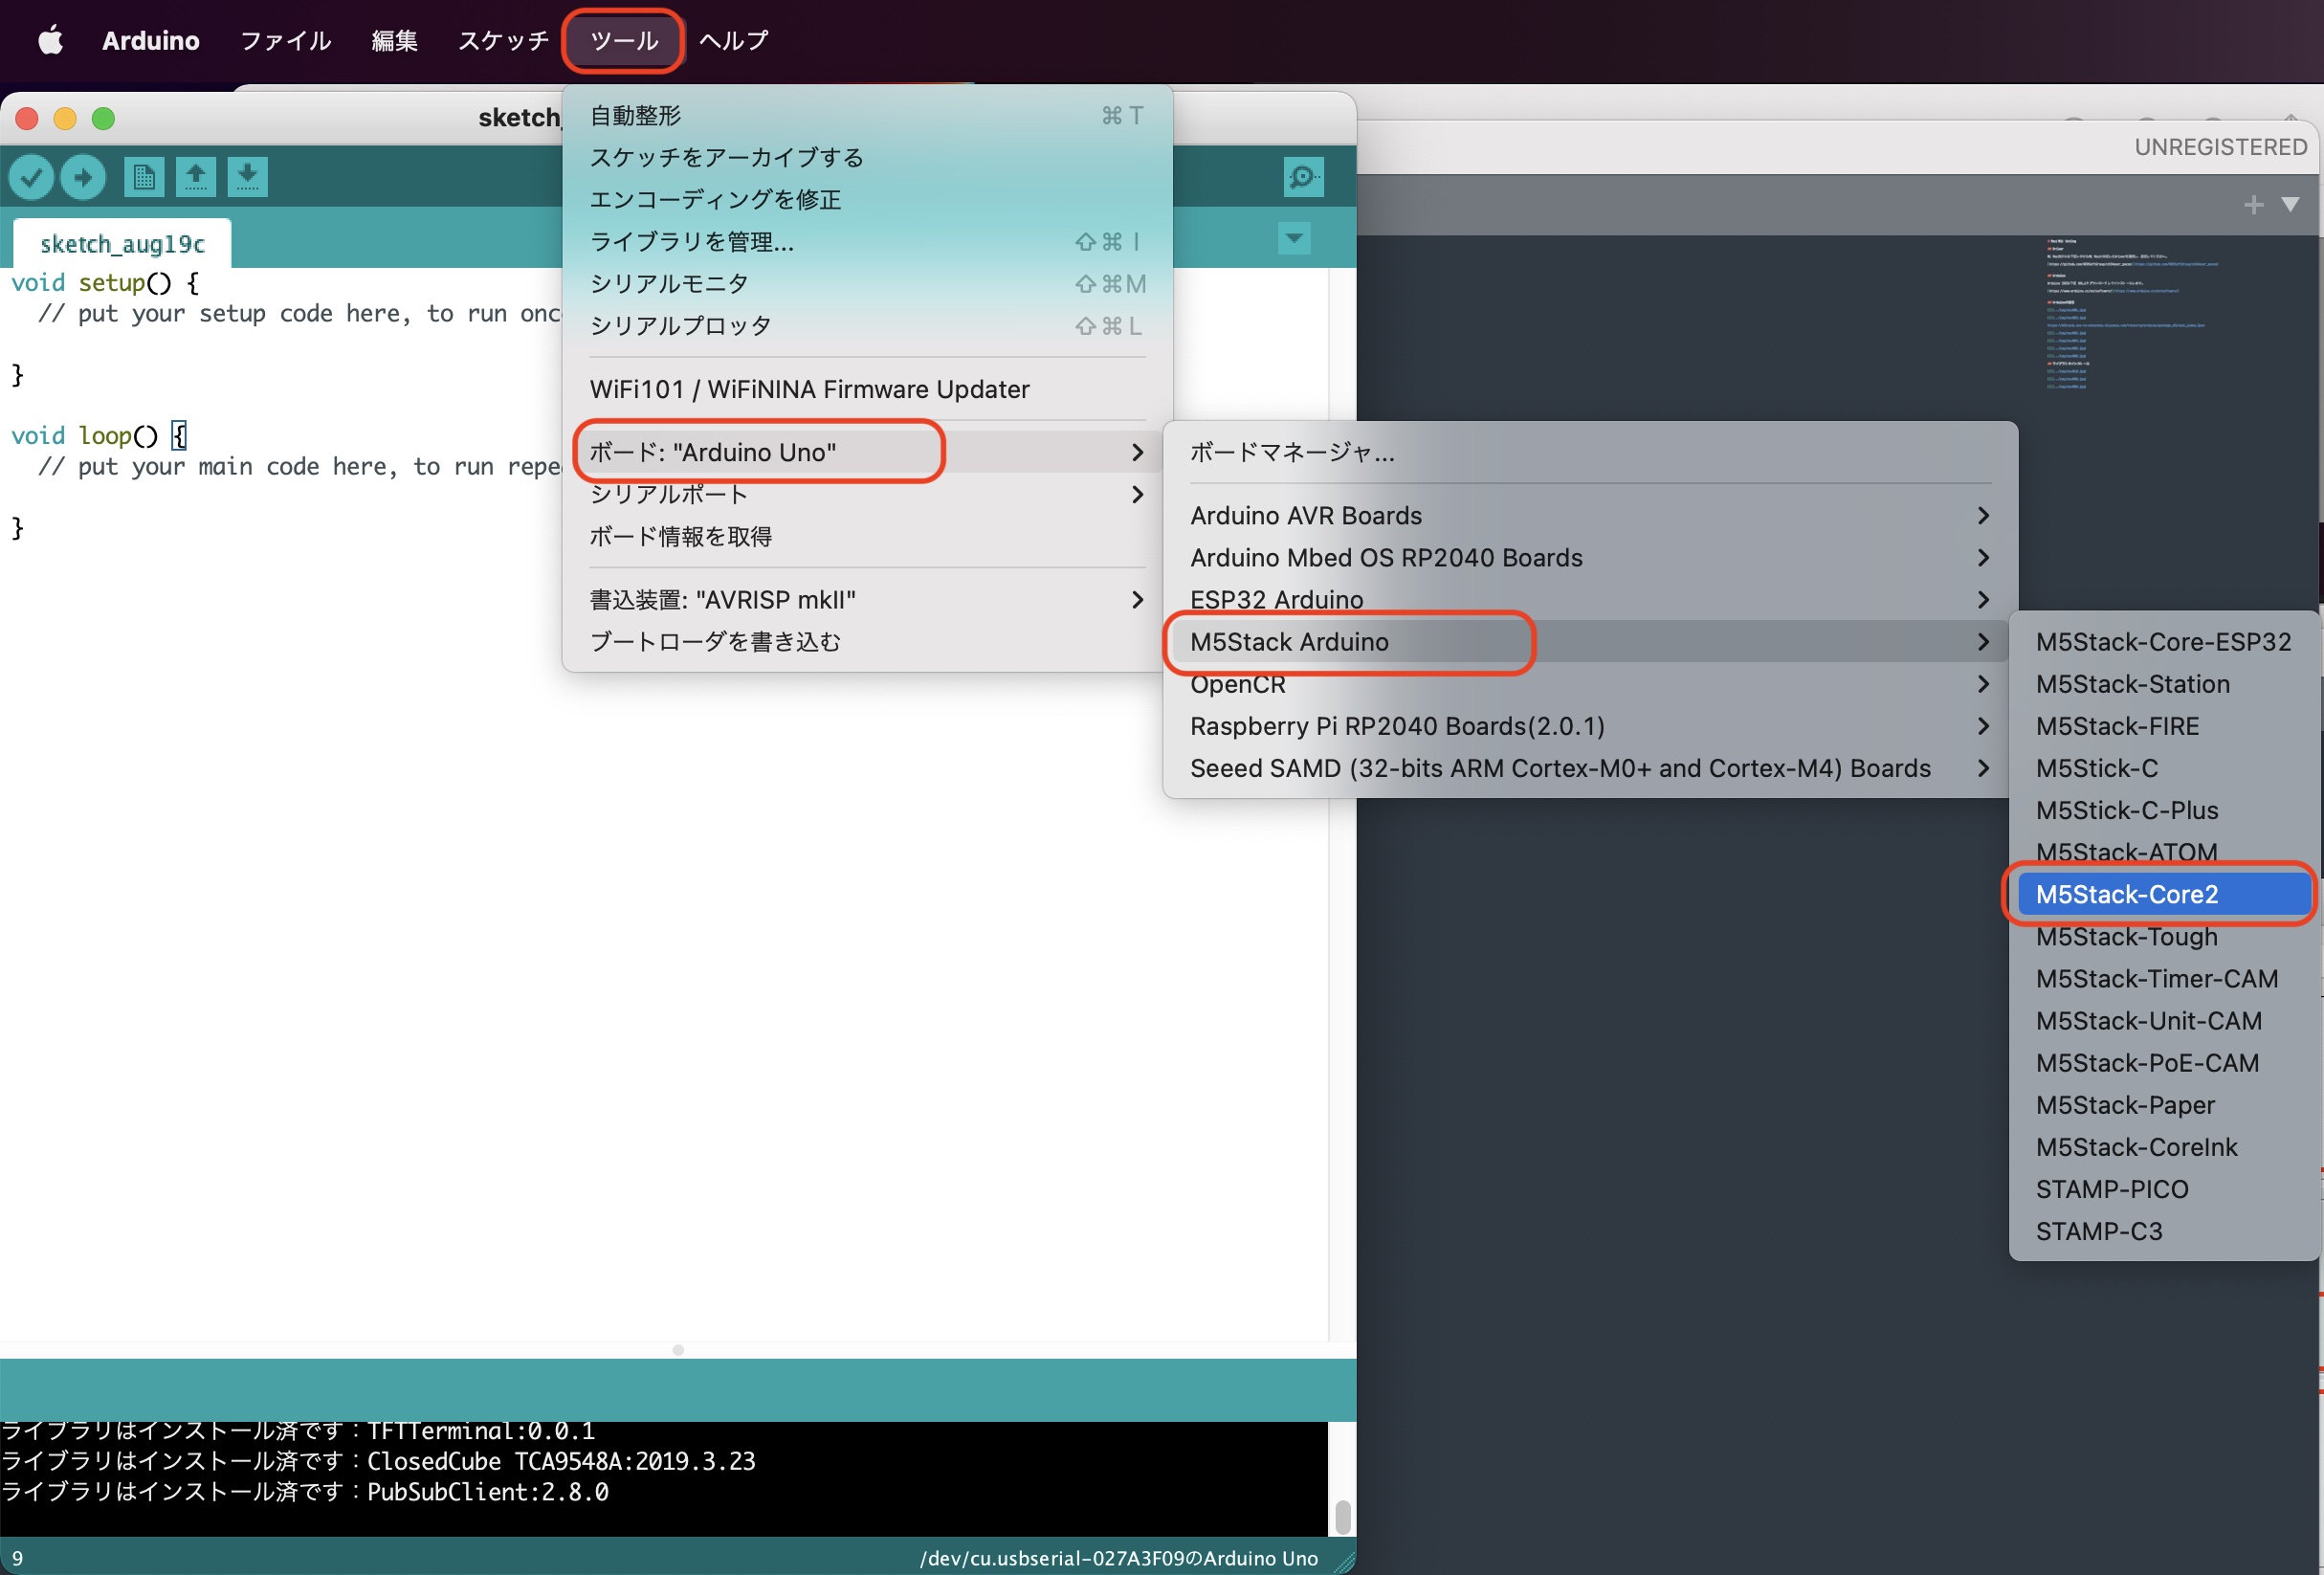 Arduino ファイル 編集 スケッチ ツール ヘルプ
sketch_
UNREGISTERED
sketch_aug19c
void setup() {
// put your setup code here, to run onc
}
void loop() {
// put your main code here, to run repe
}
自動整形 ⌘T
スケッチをアーカイブする
エンコーディングを修正
ライブラリを管理... ⇧⌘I
シリアルモニタ ⇧⌘M
シリアルプロッタ ⇧⌘L
WiFi101 / WiFiNINA Firmware Updater
ボード: "Arduino Uno"
シリアルポート
ボード情報を取得
書込装置: "AVRISP mkII"
ブートローダを書き込む
ボードマネージャ...
Arduino AVR Boards
Arduino Mbed OS RP2040 Boards
ESP32 Arduino
M5Stack Arduino
OpenCR
Raspberry Pi RP2040 Boards(2.0.1)
Seeed SAMD (32-bits ARM Cortex-M0+ and Cortex-M4) Boards
M5Stack-Core-ESP32
M5Stack-Station
M5Stack-FIRE
M5Stick-C
M5Stick-C-Plus
M5Stack-ATOM
M5Stack-Core2
M5Stack-Tough
M5Stack-Timer-CAM
M5Stack-Unit-CAM
M5Stack-PoE-CAM
M5Stack-Paper
M5Stack-CoreInk
STAMP-PICO
STAMP-C3
ライブラリはインストール済です：TFTTerminal:0.0.1
ライブラリはインストール済です：ClosedCube TCA9548A:2019.3.23
ライブラリはインストール済です：PubSubClient:2.8.0
9 /dev/cu.usbserial-027A3F09のArduino Uno